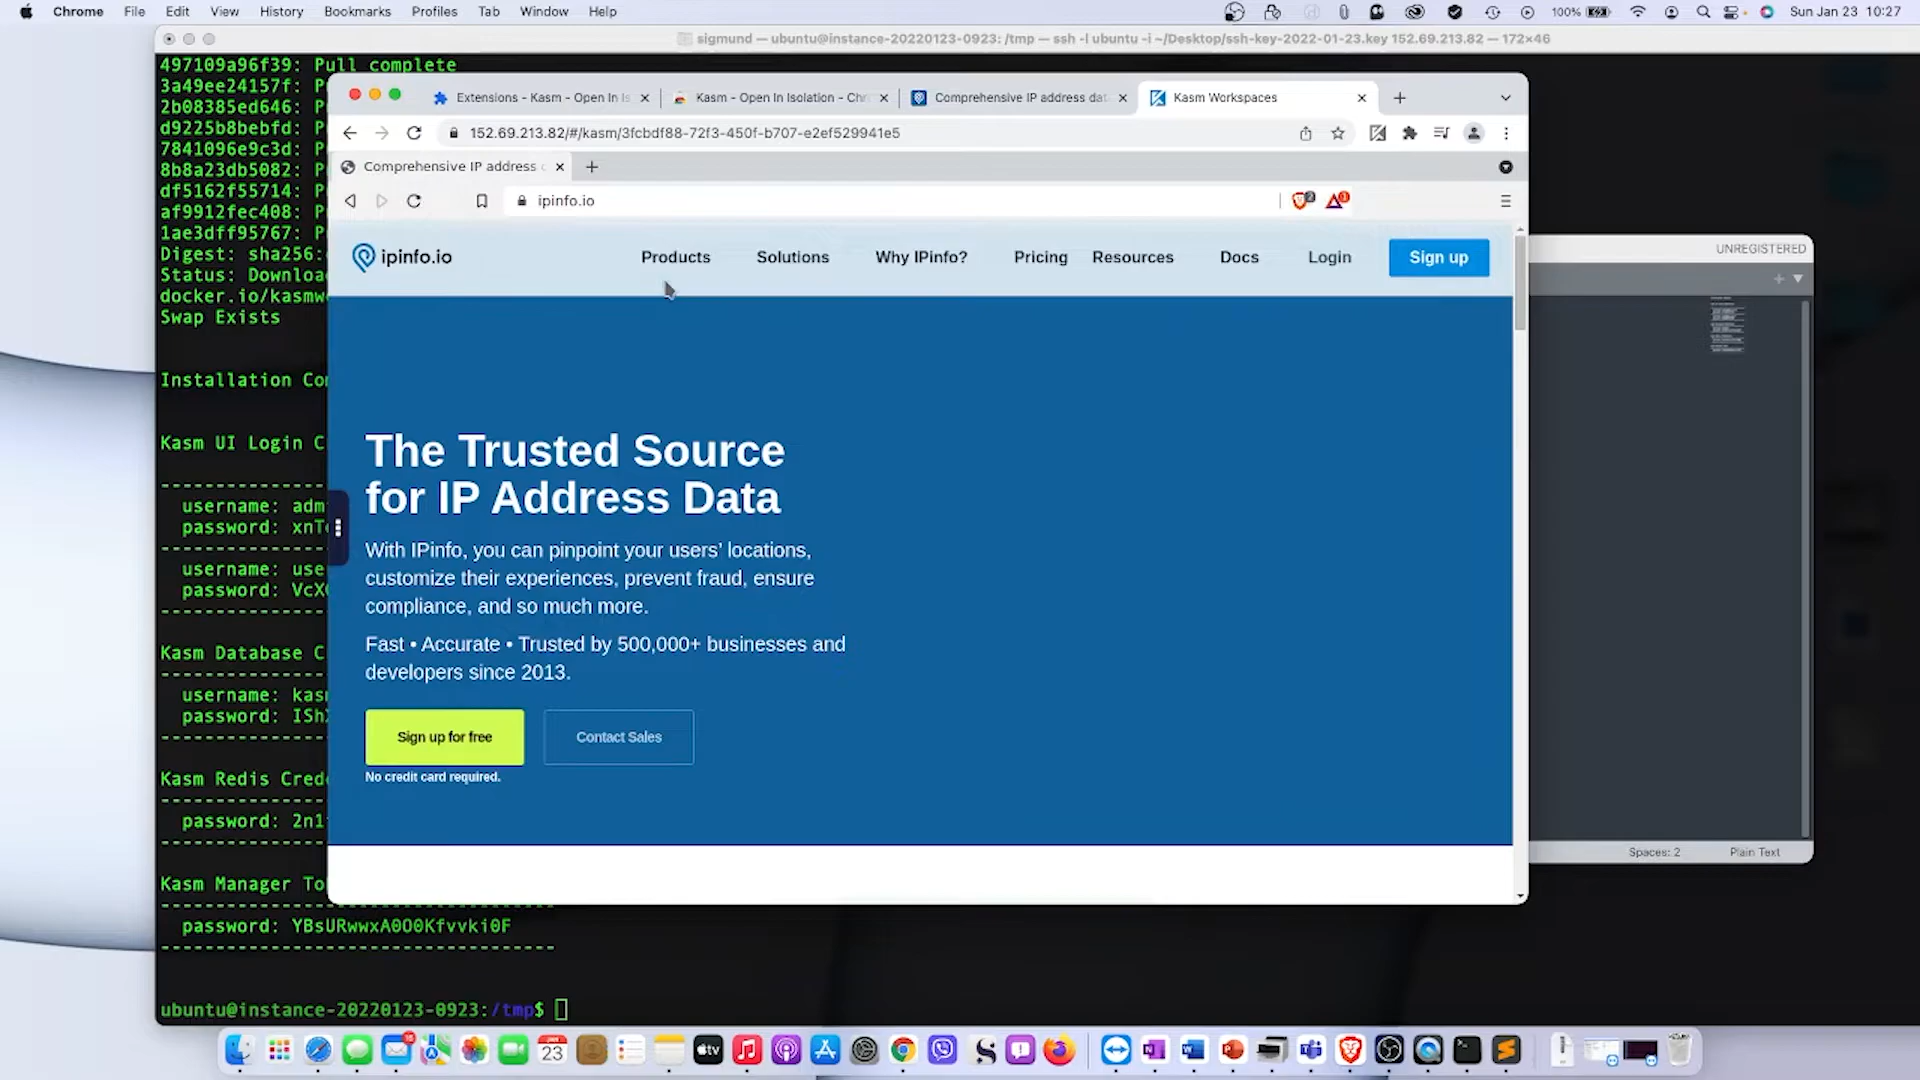 Chrome File Edit View History Bookmarks Profiles Tab Window Help 100% Sun Jan 23 10:27
sigmund — ubuntu@instance-20220123-0923: /tmp — ssh -l ubuntu -i ~/Desktop/ssh-key-2022-01-23.key 152.69.213.82 — 172×46
497109a96f39: Pull complete
3a49ee24157f: P
2b08385ed646: P
d9225b8bebfd: P
7841096e9c3d: P
8b8a23db5082: P
df5162f55714: P
af9912fec408: P
1ae3dff95767: P
Digest: sha256:
Status: Downloa
docker.io/kasmw
Swap Exists
Installation Co
Kasm UI Login C
username: adm
password: xnT
username: use
password: VcX
Kasm Database C
username: kas
password: ISh
Kasm Redis Cred
password: 2n1
Kasm Manager To
password: YBsURwwxA0O0Kfvvki0F
ubuntu@instance-20220123-0923:/tmp$
Extensions - Kasm - Open In Is
Kasm - Open In Isolation - Chr
Comprehensive IP address dat
Kasm Workspaces
152.69.213.82/#/kasm/3fcbdf88-72f3-450f-b707-e2ef529941e5
Comprehensive IP address
ipinfo.io
ipinfo.io
Products Solutions Why IPinfo? Pricing Resources Docs Login Sign up
The Trusted Source
for IP Address Data
With IPinfo, you can pinpoint your users’ locations,
customize their experiences, prevent fraud, ensure
compliance, and so much more.
Fast • Accurate • Trusted by 500,000+ businesses and
developers since 2013.
Sign up for free
Contact Sales
No credit card required.
UNREGISTERED
Spaces: 2 Plain Text
23
tv